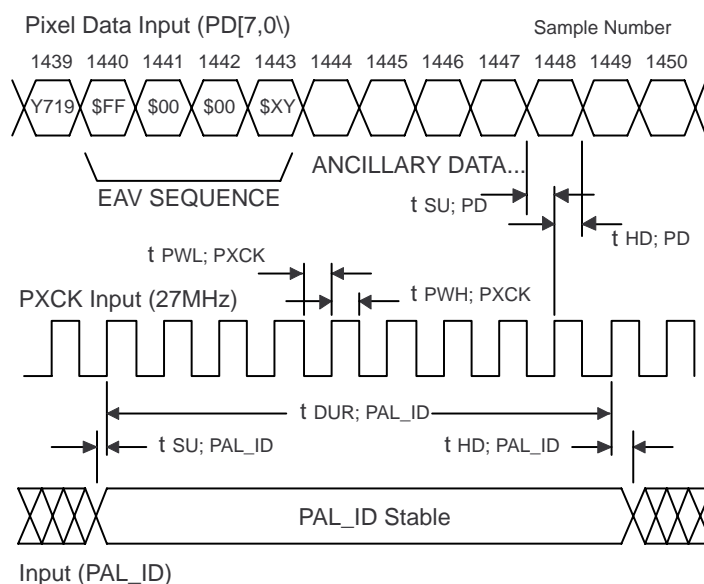 Pixel Data Input (PD[7,0\)
Sample Number
1439 1440 1441 1442 1443 1444 1445 1446 1447 1448 1449 1450
Y719 $FF $00 $00 $XY
ANCILLARY DATA...
EAV SEQUENCE
t SU; PD
t HD; PD
t PWL; PXCK
t PWH; PXCK
PXCK Input (27MHz)
t DUR; PAL_ID
t SU; PAL_ID
t HD; PAL_ID
PAL_ID Stable
Input (PAL_ID)